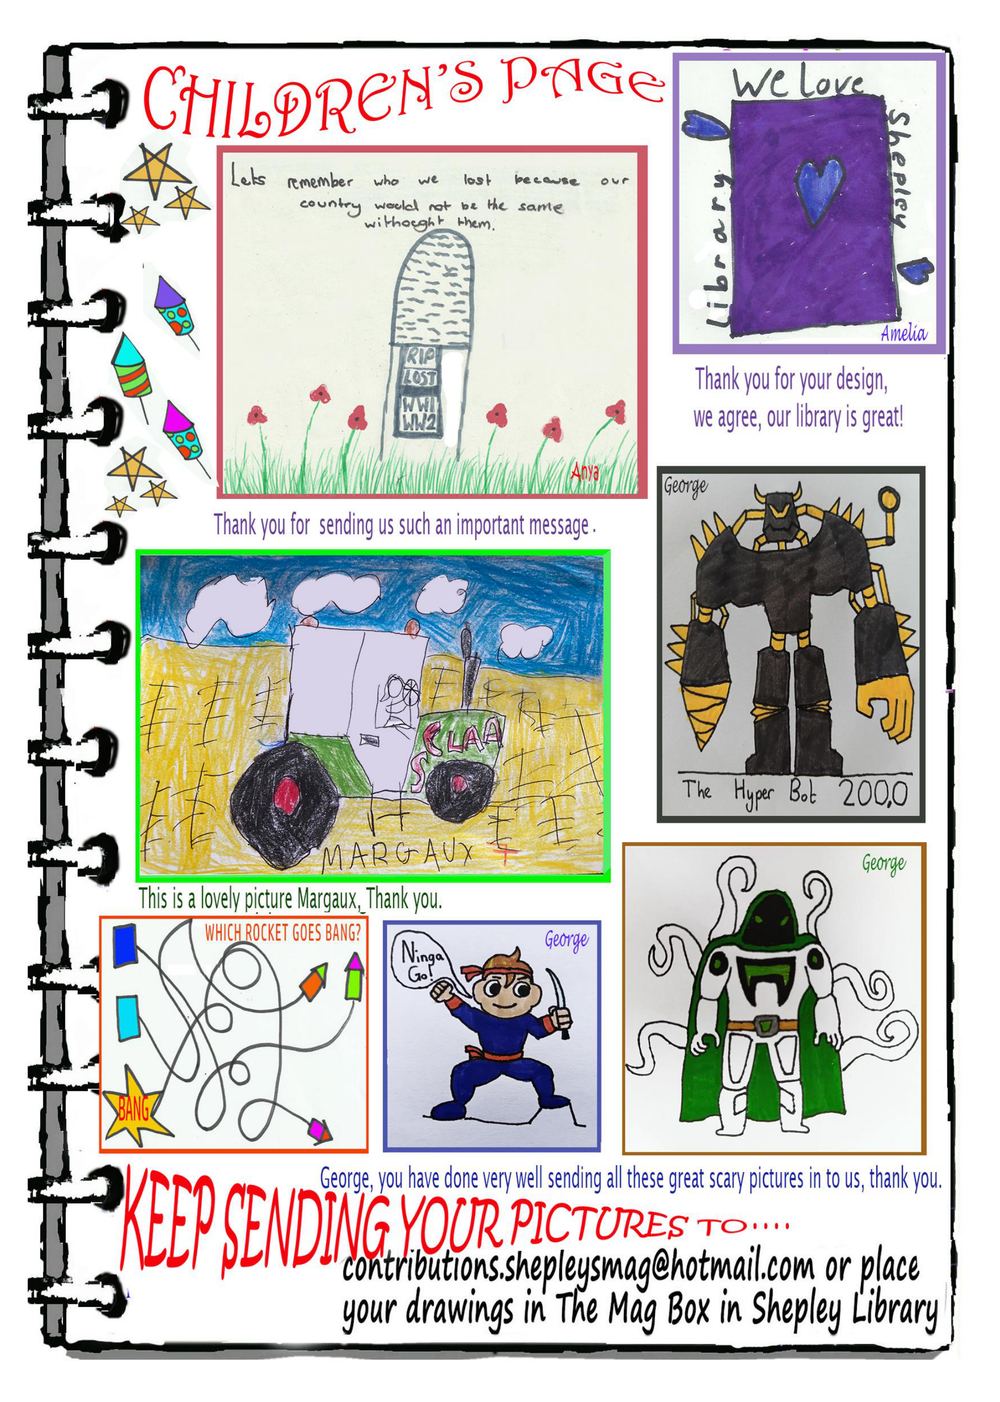 CHILDREN'S PAGE
Lets remember who we lost because our
country would not be the same
withoeght them.
RIP
LOST
WW1
WW2
Anya
Thank you for sending us such an important message.
We Love
Shepley
Library
Amelia
Thank you for your design,
we agree, our library is great!
George
The Hyper Bot 200,0
CLAA
S
MARGAUX T
This is a lovely picture Margaux, Thank you.
WHICH ROCKET GOES BANG?
BANG
Ninga
Go!
George
George
George, you have done very well sending all these great scary pictures in to us, thank you.
KEEP SENDING YOUR PICTURES TO....
contributions.shepleysmag@hotmail.com or place
your drawings in The Mag Box in Shepley Library